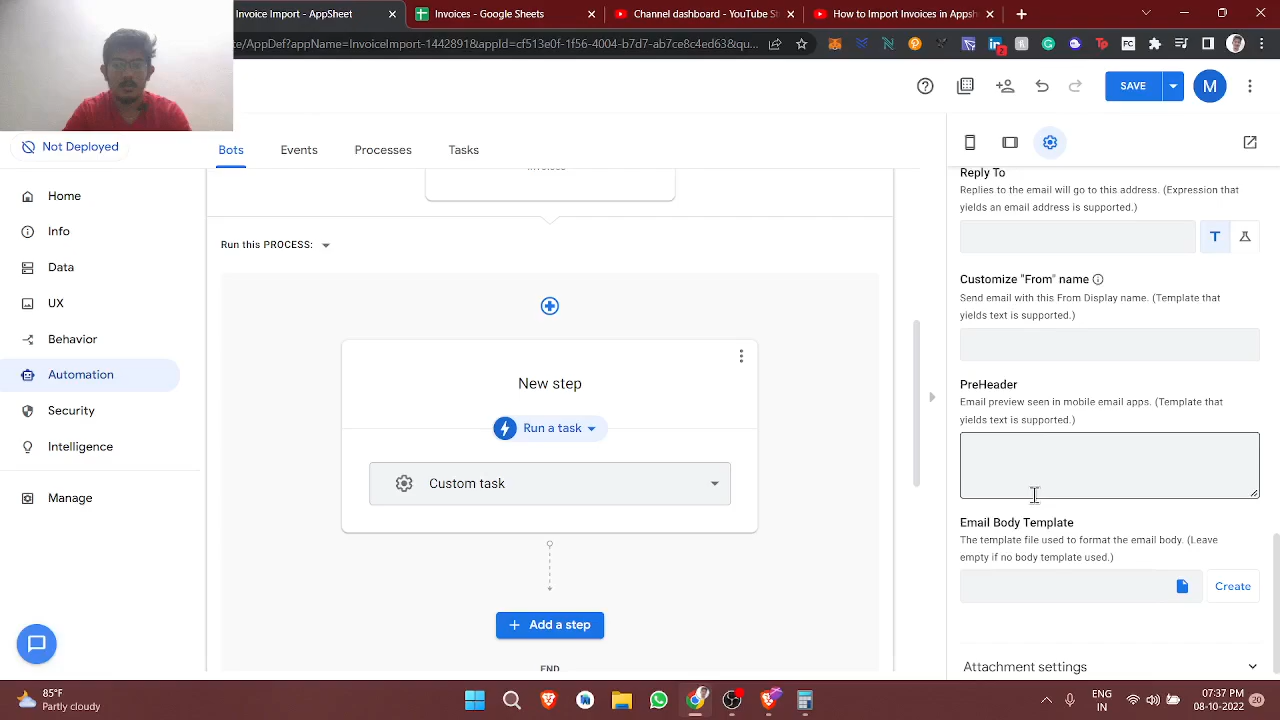 Invoice Import - AppSheet
Invoices - Google Sheets
Channel dashboard - YouTube St
How to Import Invoices in Appsh
te/AppDef?appName=InvoiceImport-1442891&appId=cf513e0f-1f56-4004-b7d7-ab7ce8c4ed63&qu...
SAVE
M
Not Deployed
Bots
Events
Processes
Tasks
Home
Info
Data
UX
Behavior
Automation
Security
Intelligence
Manage
Run this PROCESS:
New step
Run a task
Custom task
Add a step
END
Reply To
Replies to the email will go to this address. (Expression that
yields an email address is supported.)
T
Customize "From" name
Send email with this From Display name. (Template that
yields text is supported.)
PreHeader
Email preview seen in mobile email apps. (Template that
yields text is supported.)
Email Body Template
The template file used to format the email body. (Leave
empty if no body template used.)
Create
Attachment settings
85°F
Partly cloudy
ENG
IN
07:37 PM
08-10-2022
20